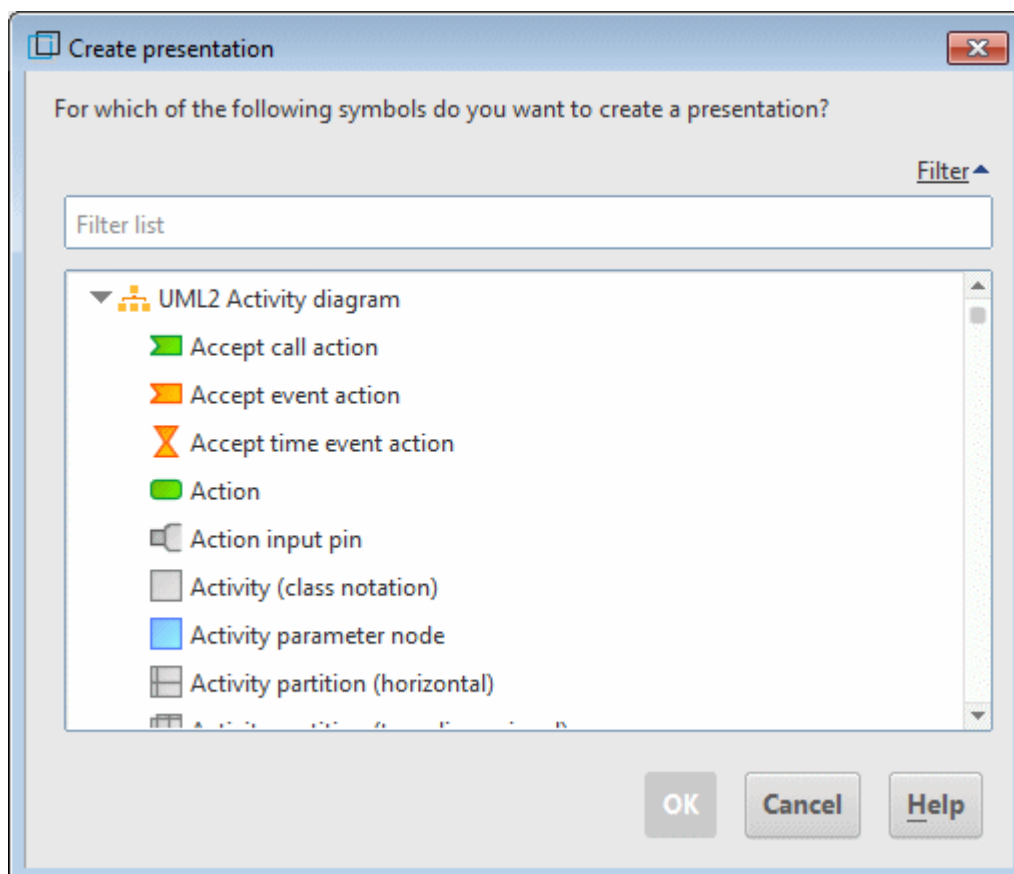 Create presentation
For which of the following symbols do you want to create a presentation?
Filter
Filter list
UML2 Activity diagram
Accept call action
Accept event action
Accept time event action
Action
Action input pin
Activity (class notation)
Activity parameter node
Activity partition (horizontal)
OK
Cancel
Help